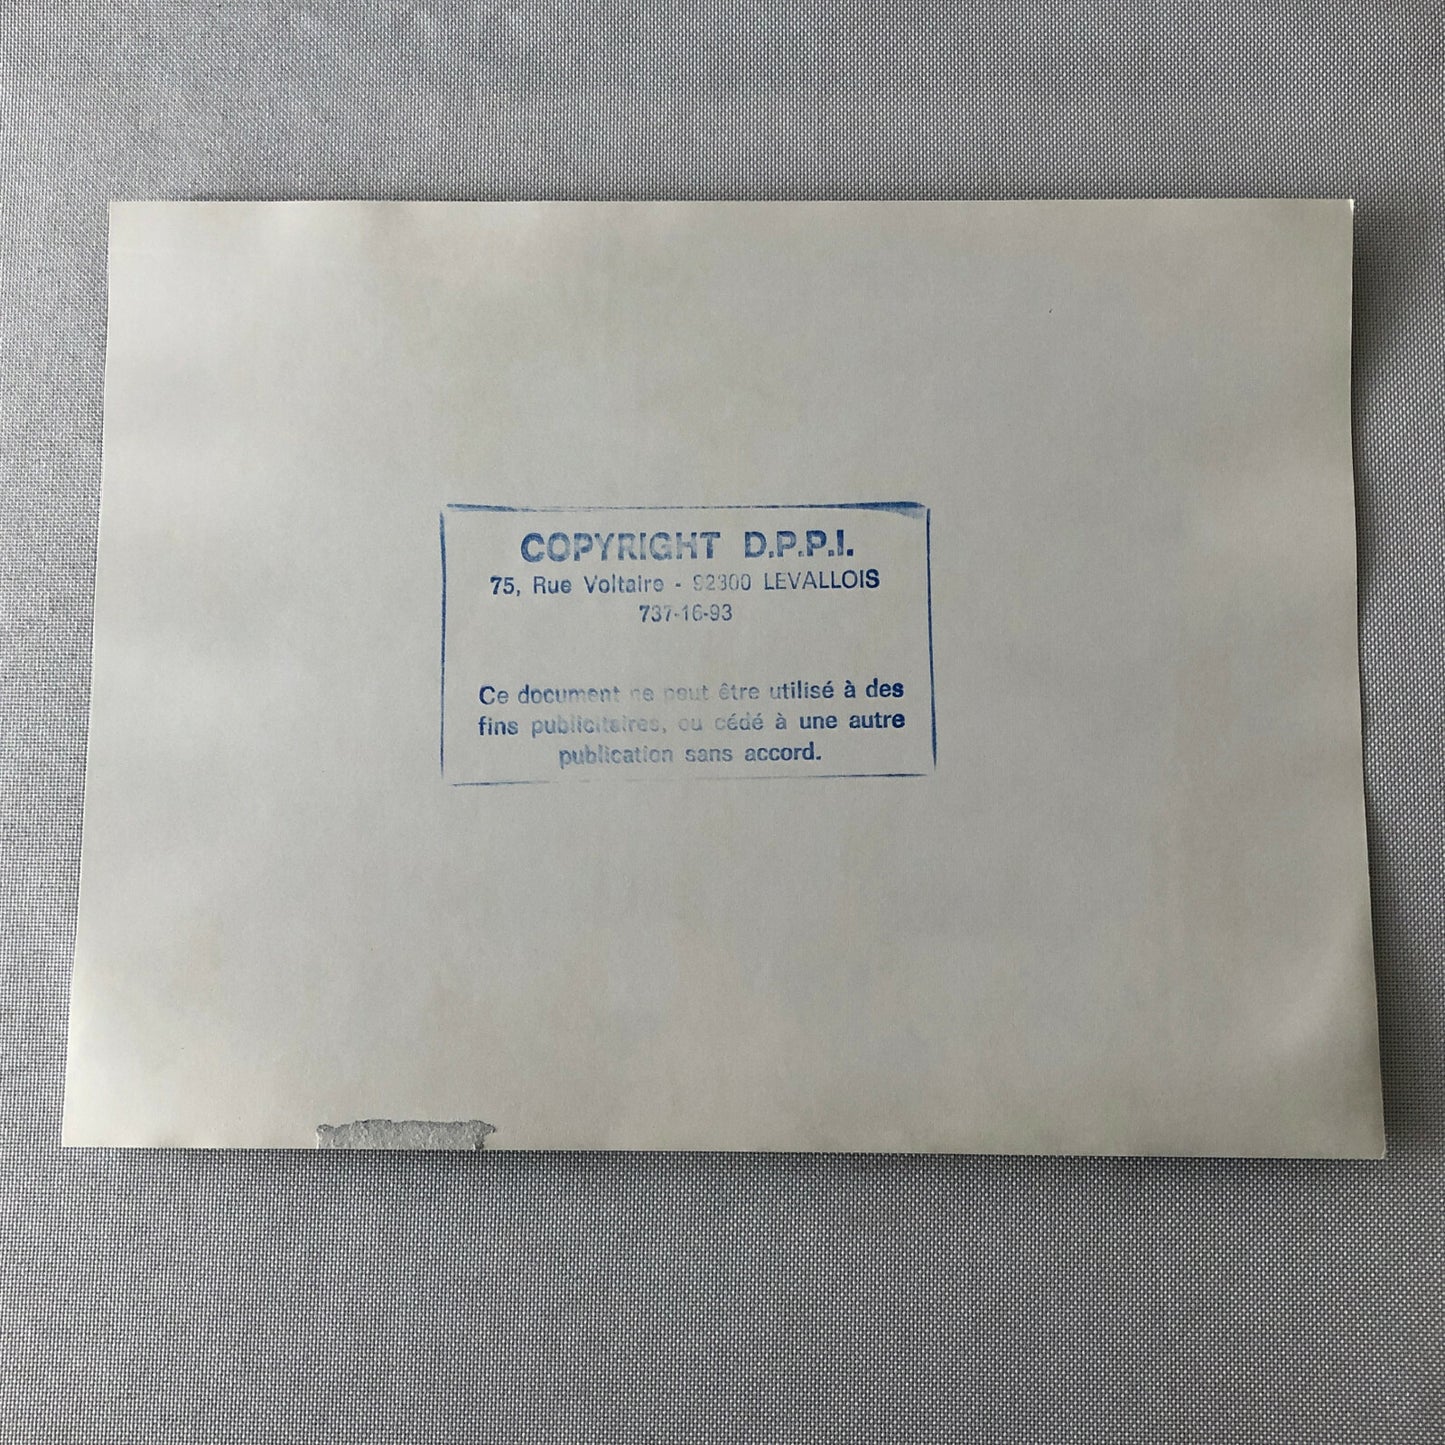 COPYRIGHT D.P.P.I.
75, Rue Voltaire - 92300 LEVALLOIS
737-16-93
Ce document ne peut être utilisé à des
fins publicitaires, ou cédé à une autre
publication sans accord.